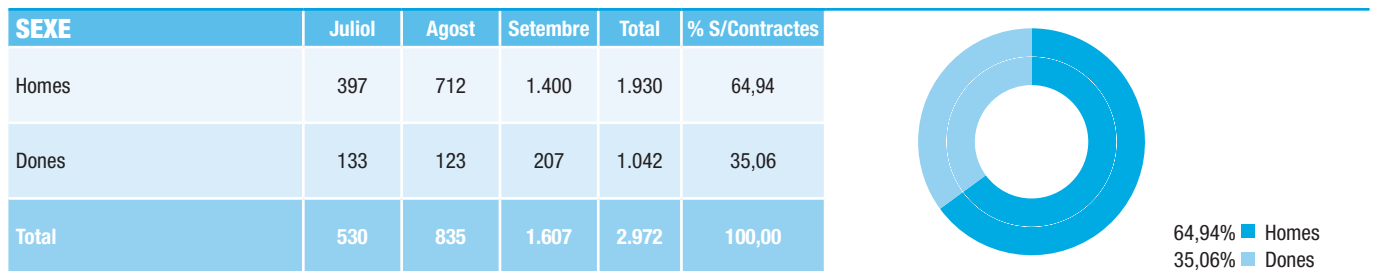 SEXE Juliol Agost Setembre Total % S/Contractes
Homes 397 712 1.400 1.930 64,94
Dones 133 123 207 1.042 35,06
Total 530 835 1.607 2.972 100,00
64,94% Homes
35,06% Dones